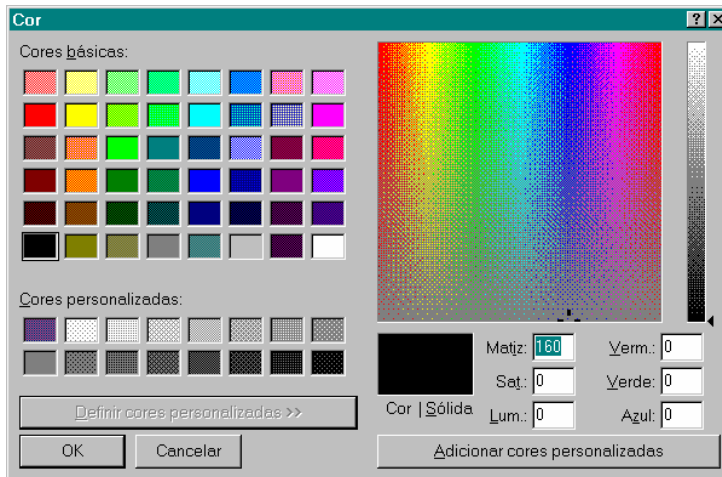 Cor
Cores básicas:
Cores personalizadas:
Definir cores personalizadas >>
OK
Cancelar
Cor | Sólida
Matiz: 160
Sat.: 0
Lum.: 0
Verm.: 0
Verde: 0
Azul: 0
Adicionar cores personalizadas